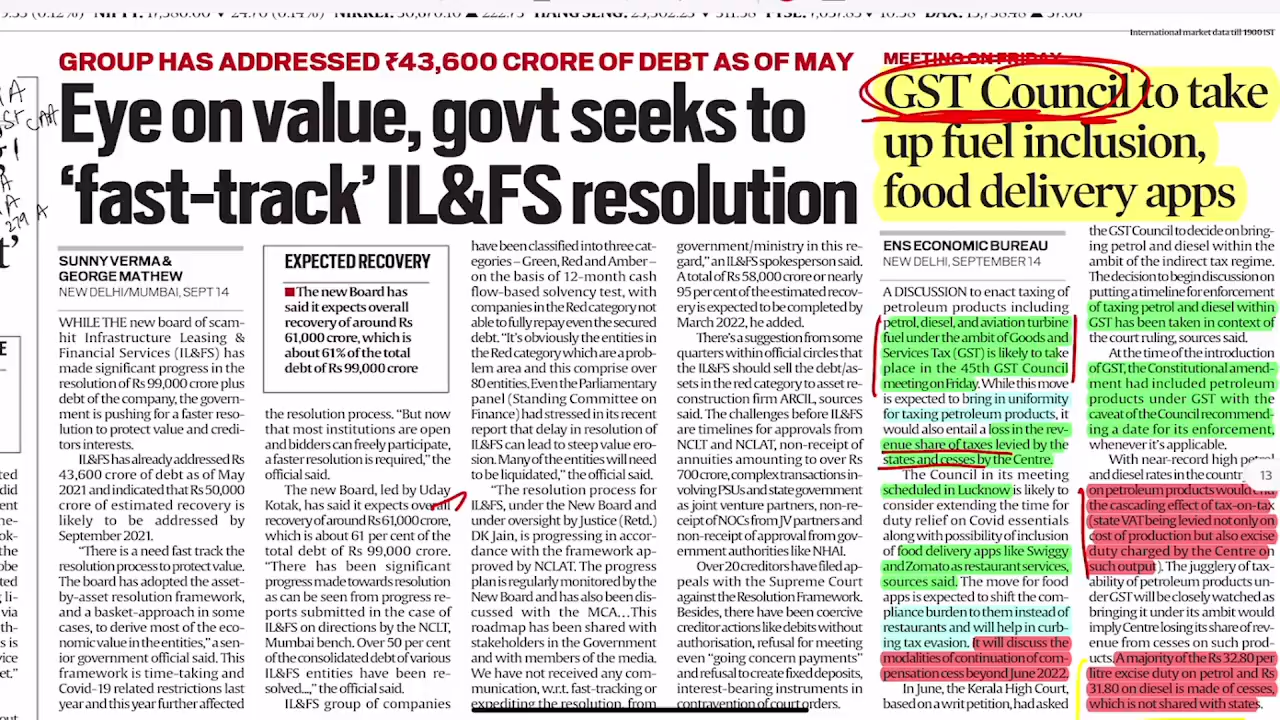 International market data till 1900 IST
GROUP HAS ADDRESSED ₹43,600 CRORE OF DEBT AS OF MAY
Eye on value, govt seeks to
‘fast-track’ IL&FS resolution
SUNNY VERMA &
GEORGE MATHEW
NEW DELHI/MUMBAI, SEPT 14
WHILE THE new board of scam-
hit Infrastructure Leasing &
Financial Services (IL&FS) has
made significant progress in the
resolution of Rs 99,000 crore plus
debt of the company, the govern-
ment is pushing for a faster reso-
lution to protect value and credi-
tors interests.
IL&FS has already addressed Rs
43,600 crore of debt as of May
2021 and indicated that Rs 50,000
crore of estimated recovery is
likely to be addressed by
September 2021.
“There is a need fast track the
resolution process to protect value.
The board has adopted the asset-
by-asset resolution framework,
and a basket-approach in some
cases, to derive most of the eco-
nomic value in the entities,” a sen-
ior government official said. This
framework is time-taking and
Covid-19 related restrictions last
year and this year further affected
EXPECTED RECOVERY
The new Board has
said it expects overall
recovery of around Rs
61,000 crore, which is
about 61% of the total
debt of Rs 99,000 crore
the resolution process. “But now
that most institutions are open
and bidders can freely participate,
a faster resolution is required,” the
official said.
The new Board, led by Uday
Kotak, has said it expects overall
recovery of around Rs 61,000 crore,
which is about 61 per cent of the
total debt of Rs 99,000 crore.
“There has been significant
progress made towards resolution
as can be seen from progress re-
ports submitted in the case of
IL&FS on directions by the NCLT,
Mumbai bench. Over 50 per cent
of the consolidated debt of various
IL&FS entities have been re-
solved...,” the official said.
IL&FS group of companies
have been classified into three cat-
egories – Green, Red and Amber –
on the basis of 12-month cash
flow-based solvency test, with
companies in the Red category not
able to fully repay even the secured
debt. “It’s obviously the entities in
the Red category which are a prob-
lem area and this comprise over
80 entities. Even the Parliamentary
panel (Standing Committee on
Finance) had stressed in its recent
report that delay in resolution of
IL&FS can lead to steep value ero-
sion. Many of the entities will need
to be liquidated,” the official said.
“The resolution process for
IL&FS, under the New Board and
under oversight by Justice (Retd.)
DK Jain, is progressing in accor-
dance with the framework ap-
proved by NCLAT. The progress
plan is regularly monitored by the
New Board and has also been dis-
cussed with the MCA...This
roadmap has been shared with
stakeholders in the Government
and with members of the media.
We have not received any com-
munication, w.r.t. fast-tracking or
expediting the resolution, from
government/ministry in this re-
gard,” an IL&FS spokesperson said.
A total of Rs 58,000 crore or nearly
95 per cent of the estimated recov-
ery is expected to be completed by
March 2022, he added.
There’s a suggestion from some
quarters within official circles that
the IL&FS should sell the debt/as-
sets in the red category to asset re-
construction firm ARCIL, sources
said. The challenges before IL&FS
are timelines for approvals from
NCLT and NCLAT, non-receipt of
annuities amounting to over Rs
700 crore, complex transactions in-
volving PSUs and state government
as joint venture partners, non-re-
ceipt of NOCs from JV partners and
non-receipt of approval from gov-
ernment authorities like NHAI.
Over 20 creditors have filed ap-
peals with the Supreme Court
against the Resolution Framework.
Besides, there have been coercive
creditor actions like debits without
authorisation, refusal for meeting
even “going concern payments”
and refusal to create fixed deposits,
interest-bearing instruments in
contravention of court orders.
MEETING ON FRIDAY
GST Council to take
up fuel inclusion,
food delivery apps
ENS ECONOMIC BUREAU
NEW DELHI, SEPTEMBER 14
A DISCUSSION to enact taxing of
petroleum products including
petrol, diesel, and aviation turbine
fuel under the ambit of Goods and
Services Tax (GST) is likely to take
place in the 45th GST Council
meeting on Friday. While this move
is expected to bring in uniformity
for taxing petroleum products, it
would also entail a loss in the rev-
enue share of taxes levied by the
states and cesses by the Centre.
The Council in its meeting
scheduled in Lucknow is likely to
consider extending the time for
duty relief on Covid essentials
along with possibility of inclusion
of food delivery apps like Swiggy
and Zomato as restaurant services,
sources said. The move for food
apps is expected to shift the com-
pliance burden to them instead of
restaurants and will help in curb-
ing tax evasion. It will discuss the
modalities of continuation of com-
pensation cess beyond June 2022.
In June, the Kerala High Court,
based on a writ petition, had asked
the GST Council to decide on bring-
ing petrol and diesel within the
ambit of the indirect tax regime.
The decision to begin discussion on
putting a timeline for enforcement
of taxing petrol and diesel within
GST has been taken in context of
the court ruling, sources said.
At the time of the introduction
of GST, the Constitutional amend-
ment had included petroleum
products under GST with the
caveat of the Council recommend-
ing a date for its enforcement,
whenever it’s applicable.
With near-record high petrol
and diesel rates in the country,
13
on petroleum products would end
the cascading effect of tax-on-tax
(state VAT being levied not only on
cost of production but also excise
duty charged by the Centre on
such output). The jugglery of tax-
ability of petroleum products un-
der GST will be closely watched as
bringing it under its ambit would
imply Centre losing its share of rev-
enue from cesses on such prod-
ucts. A majority of the Rs 32.80 per
litre excise duty on petrol and Rs
31.80 on diesel is made of cesses,
which is not shared with states.